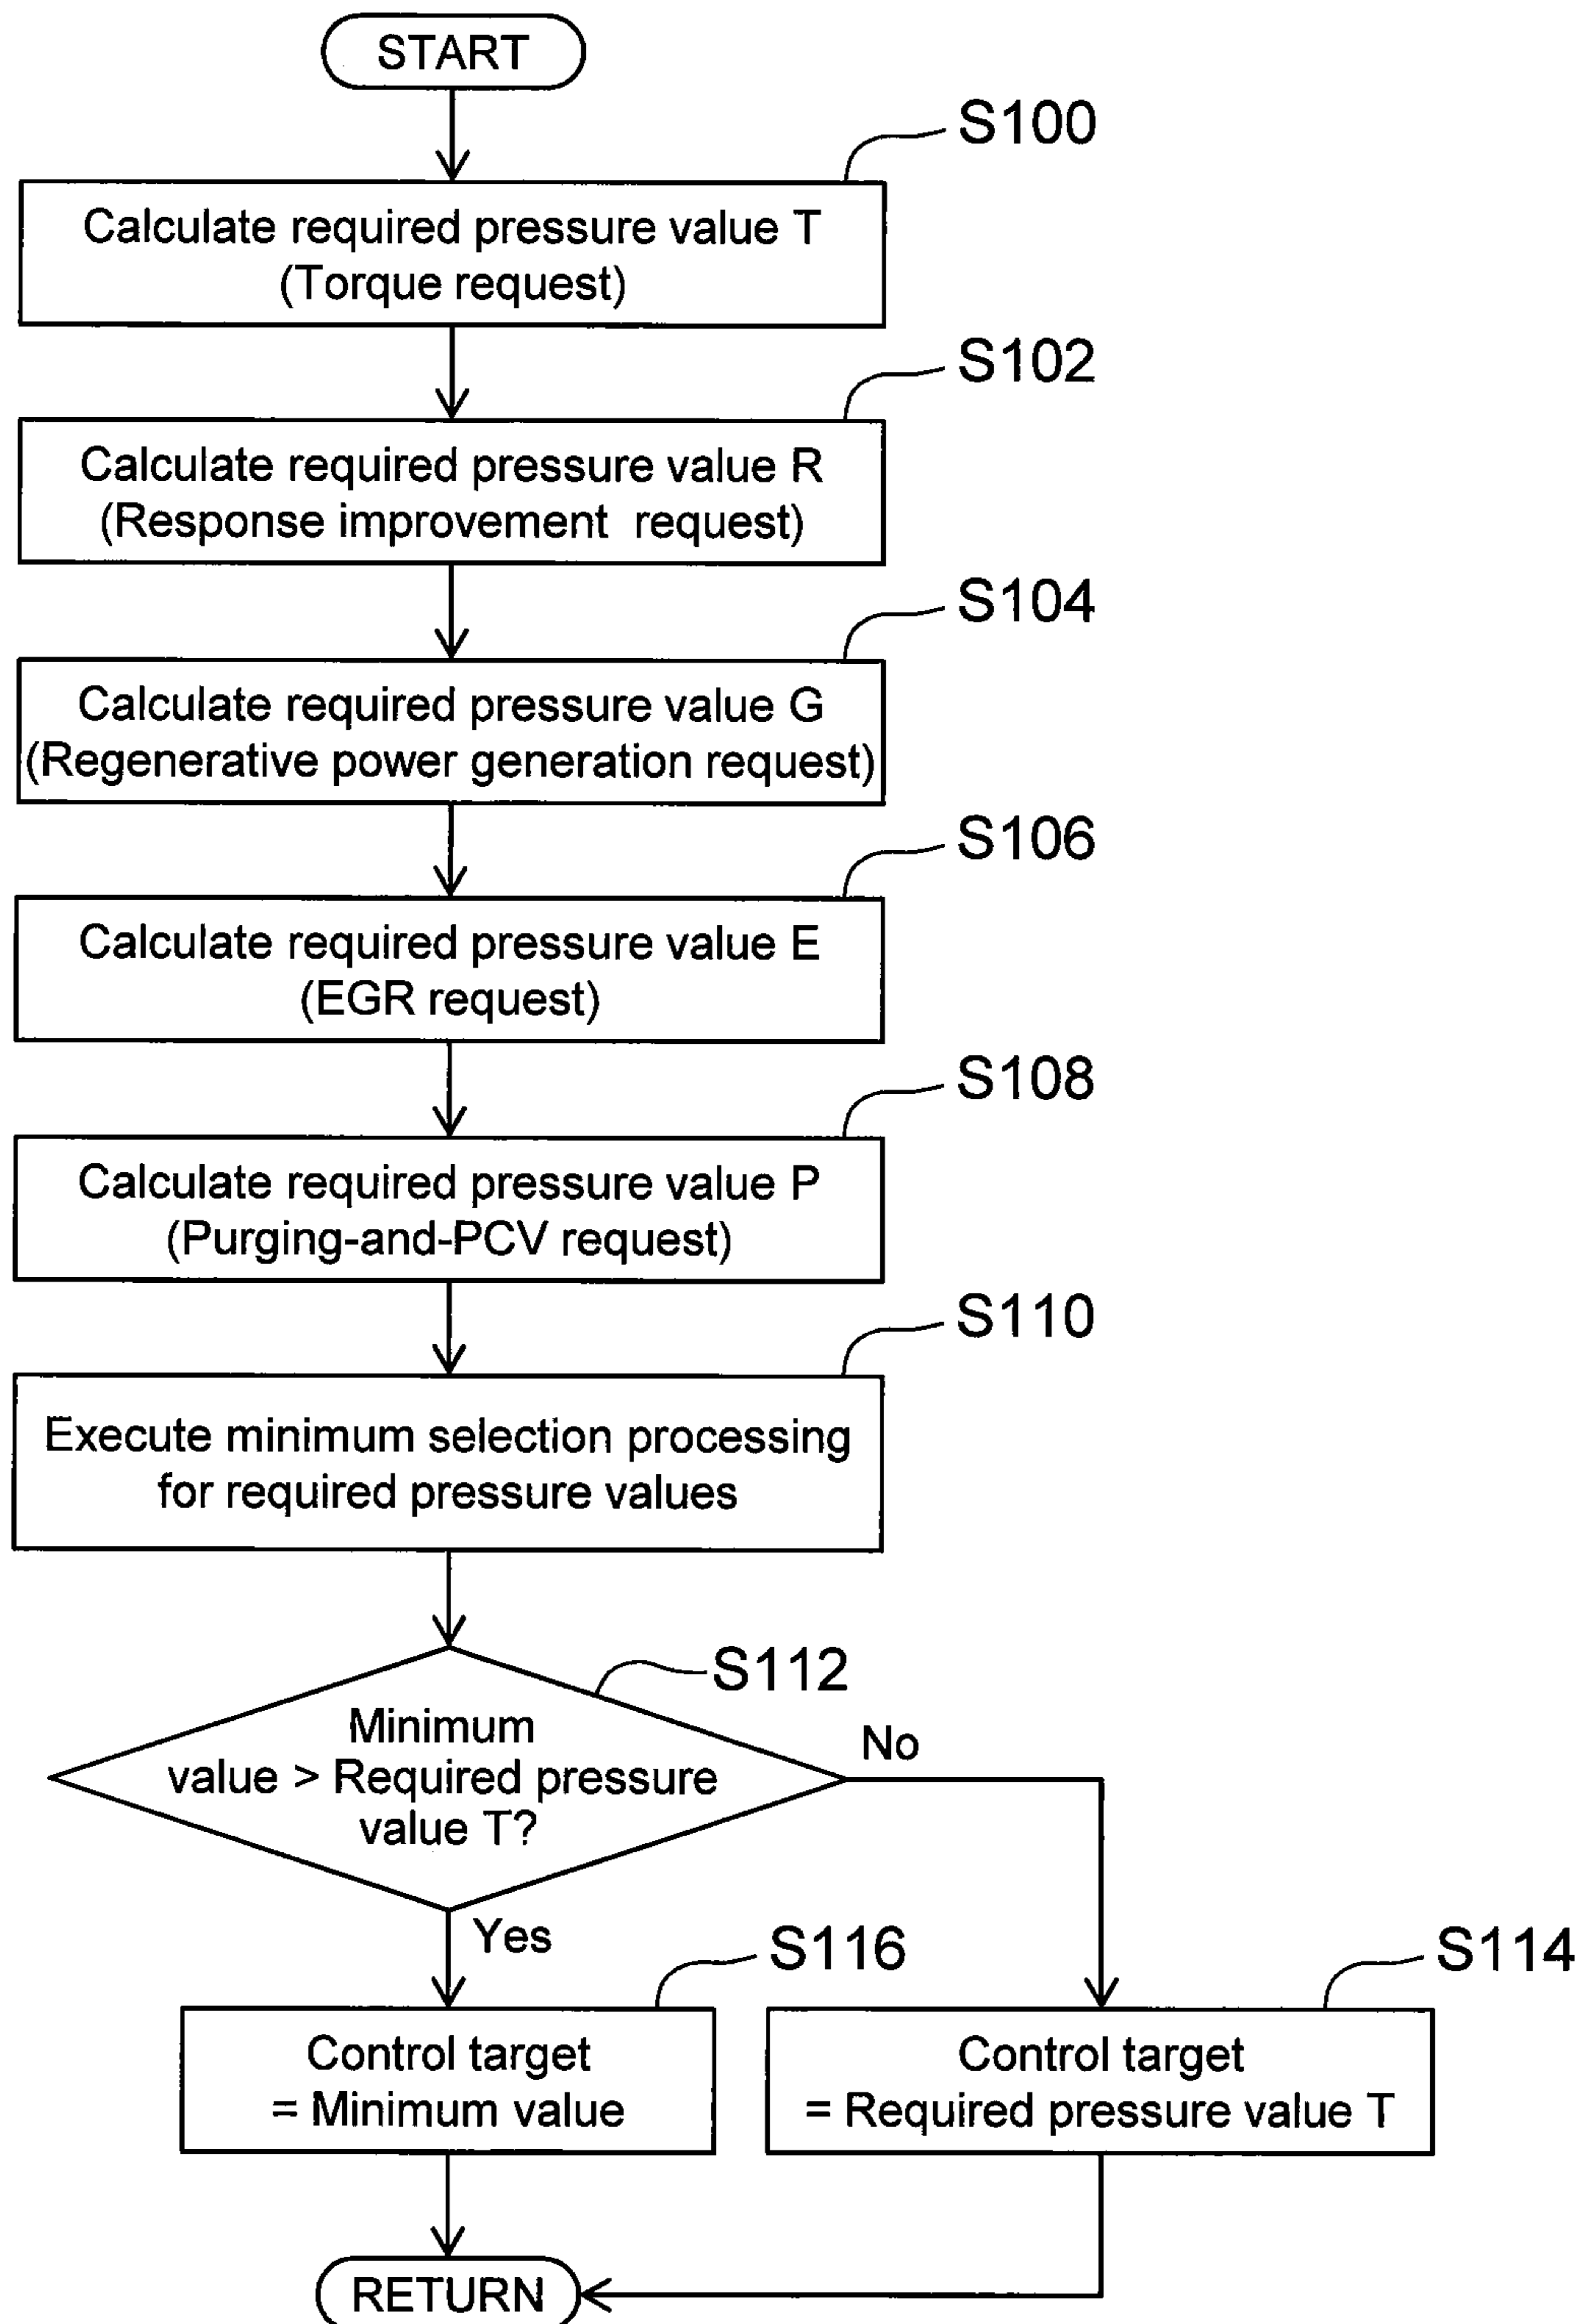 START
S100
Calculate required pressure value T
(Torque request)
S102
Calculate required pressure value R
(Response improvement request)
S104
Calculate required pressure value G
(Regenerative power generation request)
S106
Calculate required pressure value E
(EGR request)
S108
Calculate required pressure value P
(Purging-and-PCV request)
S110
Execute minimum selection processing
for required pressure values
S112
Minimum
value > Required pressure
value T?
No
Yes
S116
Control target
= Minimum value
S114
Control target
= Required pressure value T
RETURN